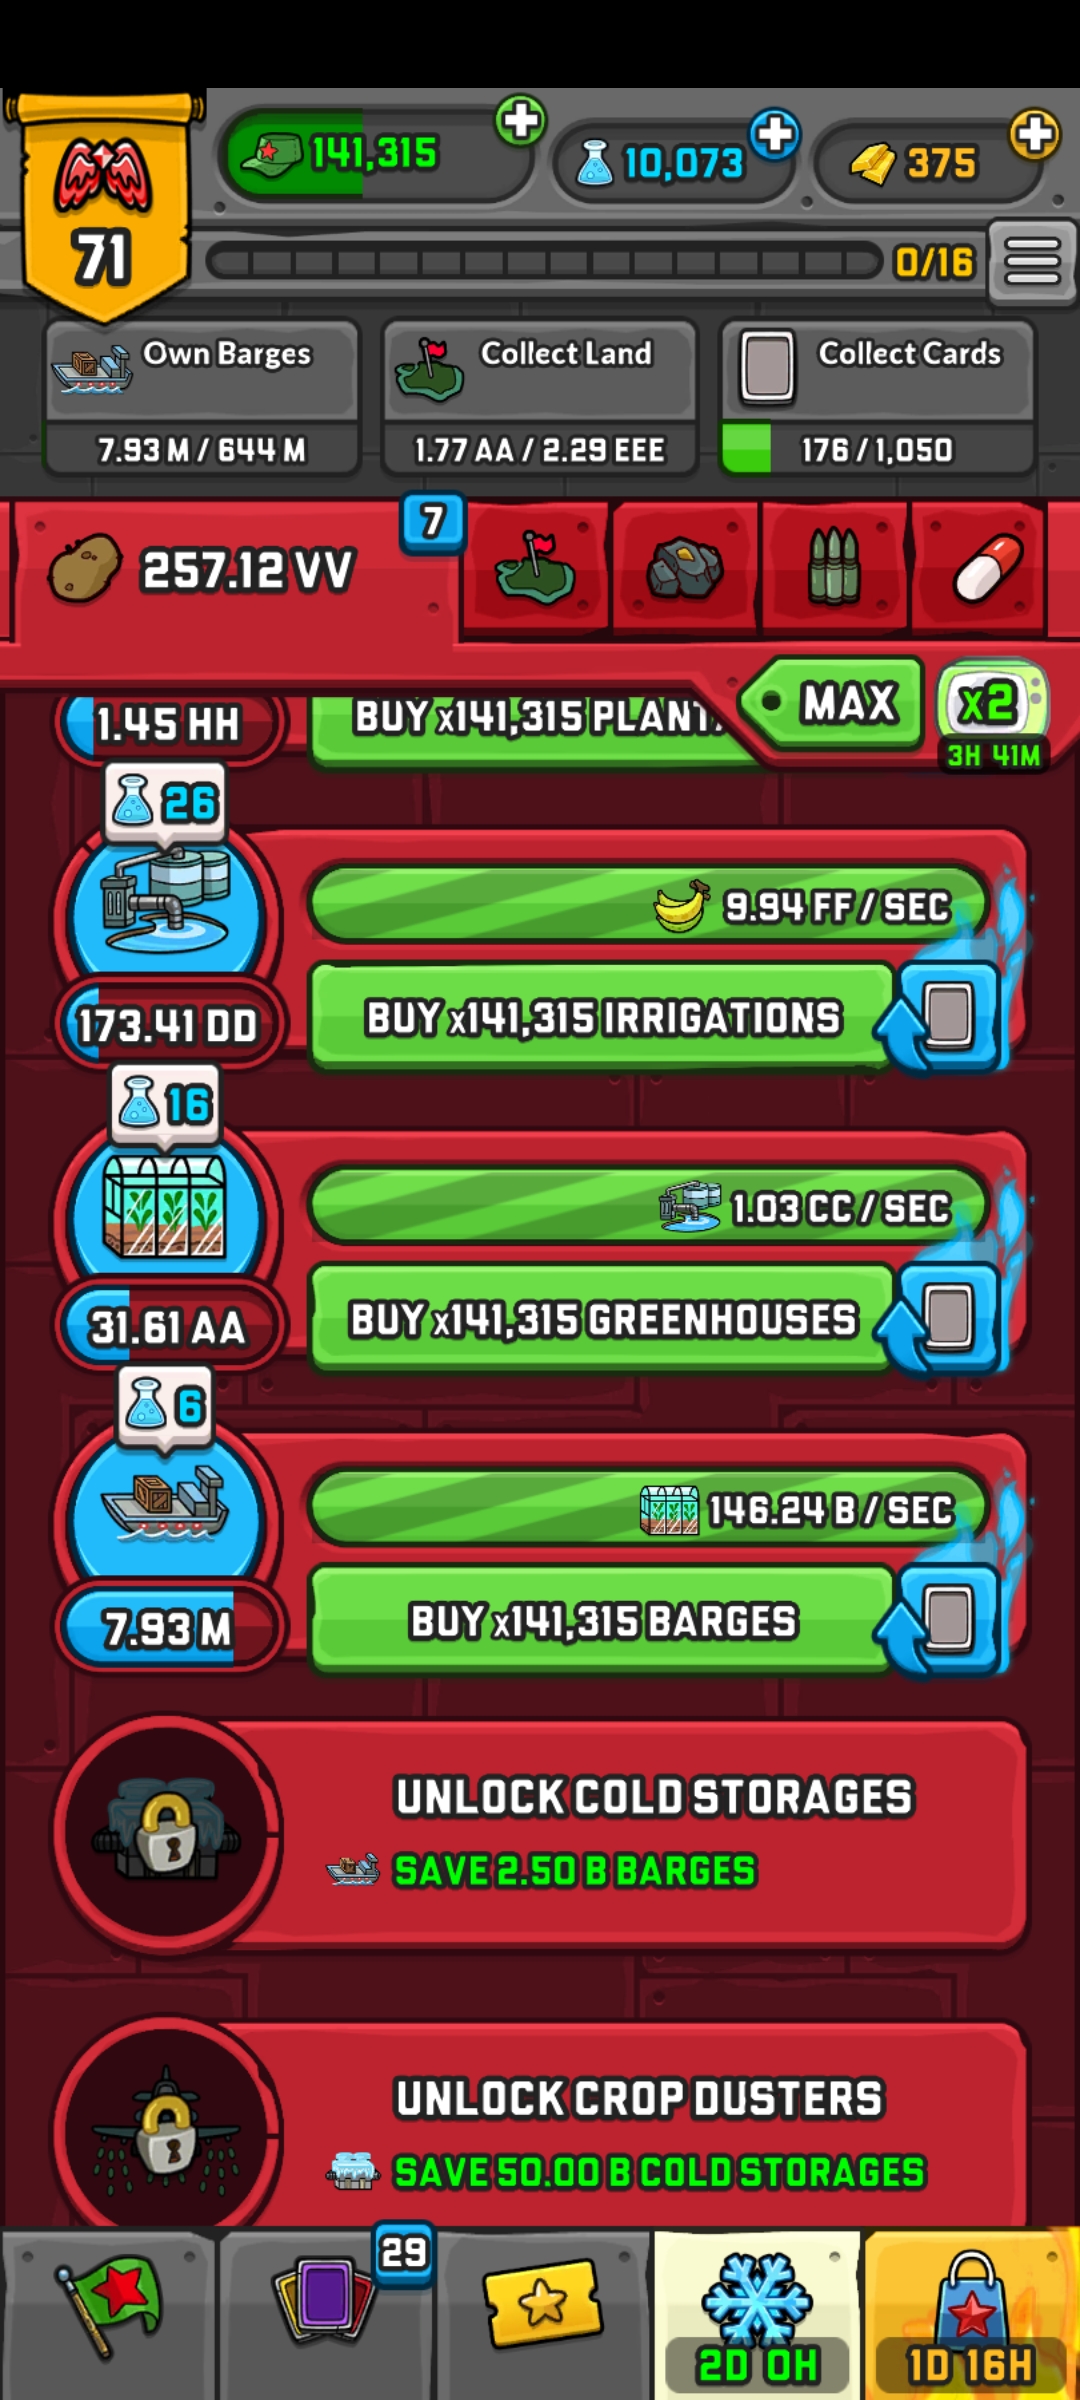 141,315
10,073
375
71
0/16
Own Barges
7.93 M / 644 M
Collect Land
1.77 AA / 2.29 EEE
Collect Cards
176 / 1,050
257.12 VV
7
MAX
x2
3H 41M
1.45 HH
BUY x141,315 PLANT
26
9.94 FF / SEC
173.41 DD
BUY x141,315 IRRIGATIONS
16
1.03 CC / SEC
31.61 AA
BUY x141,315 GREENHOUSES
6
146.24 B / SEC
7.93 M
BUY x141,315 BARGES
UNLOCK COLD STORAGES
SAVE 2.50 B BARGES
UNLOCK CROP DUSTERS
SAVE 50.00 B COLD STORAGES
29
2D 0H
1D 16H